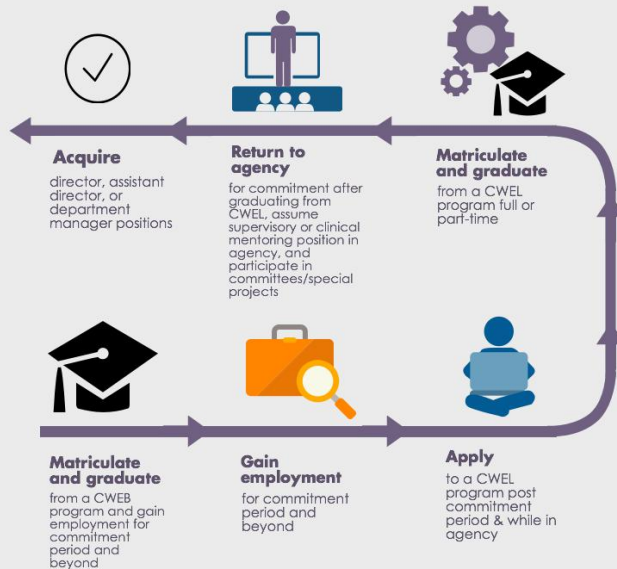 Acquire
director, assistant
director, or
department
manager positions
Return to
agency
for commitment after
graduating from
CWEL, assume
supervisory or clinical
mentoring position in
agency, and
participate in
committees/special
projects
Matriculate
and graduate
from a CWEL
program full or
part-time
Matriculate
and graduate
from a CWEB
program and gain
employment for
commitment
period and
beyond
Gain
employment
for commitment
period and
beyond
Apply
to a CWEL
program post
commitment
period & while in
agency